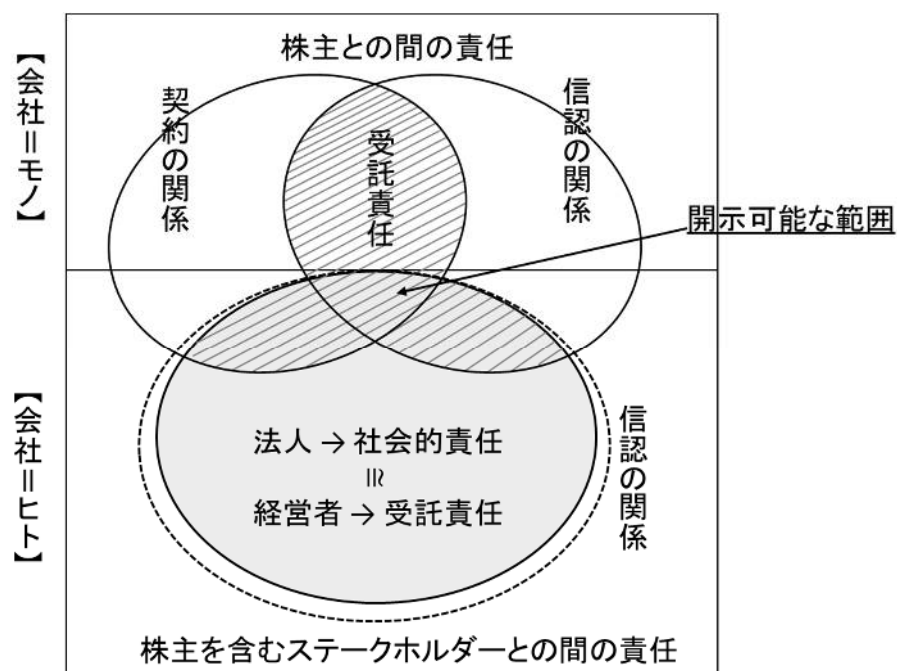 株主との間の責任
【会社＝モノ】
契約の関係
受託責任
信認の関係
開示可能な範囲
【会社＝ヒト】
法人 → 社会的責任
≅
経営者 → 受託責任
信認の関係
株主を含むステークホルダーとの間の責任